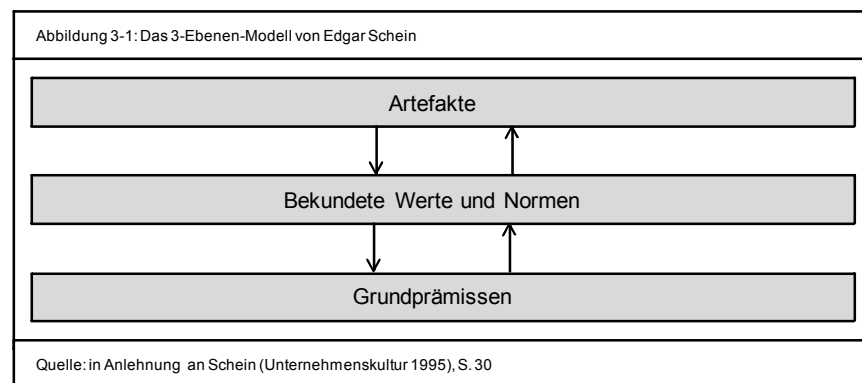 Abbildung 3-1: Das 3-Ebenen-Modell von Edgar Schein
Artefakte
Bekundete Werte und Normen
Grundprämissen
Quelle: in Anlehnung an Schein (Unternehmenskultur 1995), S. 30